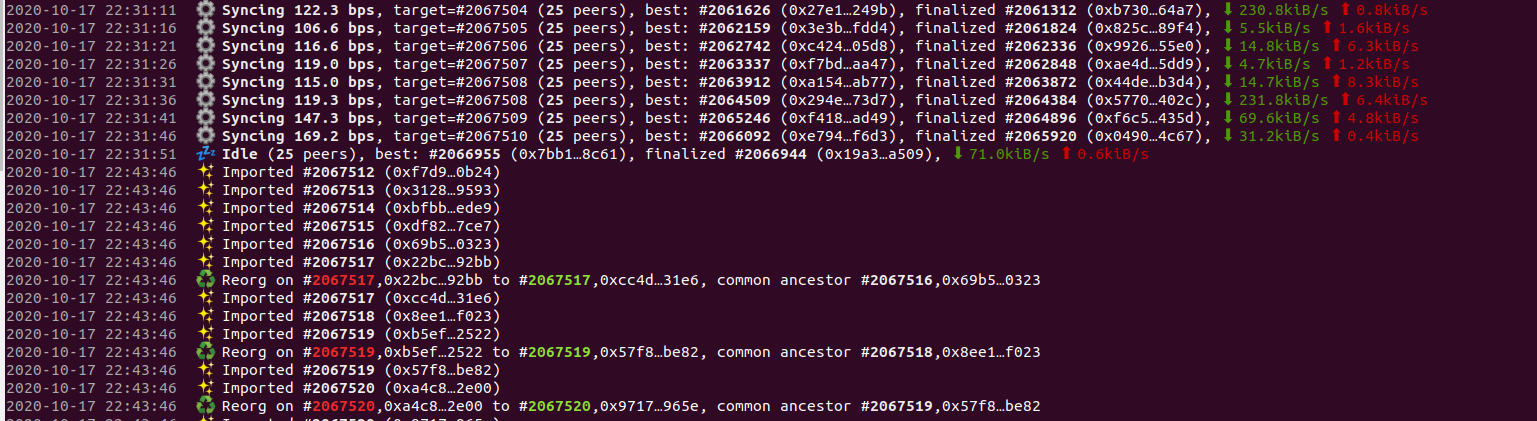 2020-10-17 22:31:11 Syncing 122.3 bps, target=#2067504 (25 peers), best: #2061626 (0x27e1…249b), finalized #2061312 (0xb730…64a7), ⬇ 230.8kiB/s ⬆ 0.8kiB/s
2020-10-17 22:31:16 Syncing 106.6 bps, target=#2067505 (25 peers), best: #2062159 (0x3e3b…fdd4), finalized #2061824 (0x825c…89f4), ⬇ 5.5kiB/s ⬆ 1.6kiB/s
2020-10-17 22:31:21 Syncing 116.6 bps, target=#2067506 (25 peers), best: #2062742 (0xc424…05d8), finalized #2062336 (0x9926…55e0), ⬇ 14.8kiB/s ⬆ 6.3kiB/s
2020-10-17 22:31:26 Syncing 119.0 bps, target=#2067507 (25 peers), best: #2063337 (0xf7bd…aa47), finalized #2062848 (0xae4d…5dd9), ⬇ 4.7kiB/s ⬆ 1.2kiB/s
2020-10-17 22:31:31 Syncing 115.0 bps, target=#2067508 (25 peers), best: #2063912 (0xa154…ab77), finalized #2063872 (0x44de…b3d4), ⬇ 14.7kiB/s ⬆ 8.3kiB/s
2020-10-17 22:31:36 Syncing 119.3 bps, target=#2067508 (25 peers), best: #2064509 (0x294e…73d7), finalized #2064384 (0x5770…402c), ⬇ 231.8kiB/s ⬆ 6.4kiB/s
2020-10-17 22:31:41 Syncing 147.3 bps, target=#2067509 (25 peers), best: #2065246 (0xf418…ad49), finalized #2064896 (0xf6c5…435d), ⬇ 69.6kiB/s ⬆ 4.8kiB/s
2020-10-17 22:31:46 Syncing 169.2 bps, target=#2067510 (25 peers), best: #2066092 (0xe794…f6d3), finalized #2065920 (0x0490…4c67), ⬇ 31.2kiB/s ⬆ 0.4kiB/s
2020-10-17 22:31:51 💤 Idle (25 peers), best: #2066955 (0x7bb1…8c61), finalized #2066944 (0x19a3…a509), ⬇ 71.0kiB/s ⬆ 0.6kiB/s
2020-10-17 22:43:46 Imported #2067512 (0xf7d9…0b24)
2020-10-17 22:43:46 Imported #2067513 (0x3128…9593)
2020-10-17 22:43:46 Imported #2067514 (0xbfbb…ede9)
2020-10-17 22:43:46 Imported #2067515 (0xdf82…7ce7)
2020-10-17 22:43:46 Imported #2067516 (0x69b5…0323)
2020-10-17 22:43:46 Imported #2067517 (0x22bc…92bb)
2020-10-17 22:43:46 Reorg on #2067517,0x22bc…92bb to #2067517,0xcc4d…31e6, common ancestor #2067516,0x69b5…0323
2020-10-17 22:43:46 Imported #2067517 (0xcc4d…31e6)
2020-10-17 22:43:46 Imported #2067518 (0x8ee1…f023)
2020-10-17 22:43:46 Imported #2067519 (0xb5ef…2522)
2020-10-17 22:43:46 Reorg on #2067519,0xb5ef…2522 to #2067519,0x57f8…be82, common ancestor #2067518,0x8ee1…f023
2020-10-17 22:43:46 Imported #2067519 (0x57f8…be82)
2020-10-17 22:43:46 Imported #2067520 (0xa4c8…2e00)
2020-10-17 22:43:46 Reorg on #2067520,0xa4c8…2e00 to #2067520,0x9717…965e, common ancestor #2067519,0x57f8…be82
2020-10-17 22:43:46 Imported #2067520